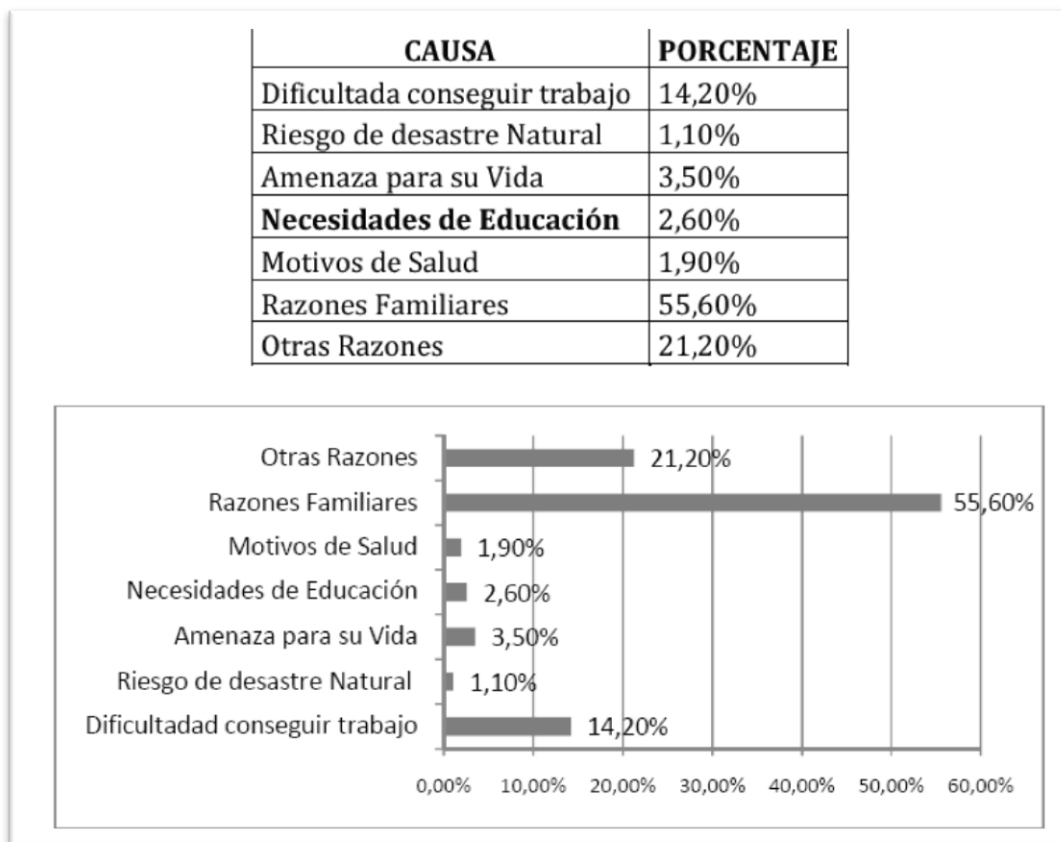 CAUSA PORCENTAJE
Dificultada conseguir trabajo 14,20%
Riesgo de desastre Natural 1,10%
Amenaza para su Vida 3,50%
Necesidades de Educación 2,60%
Motivos de Salud 1,90%
Razones Familiares 55,60%
Otras Razones 21,20%
Otras Razones 21,20%
Razones Familiares 55,60%
Motivos de Salud 1,90%
Necesidades de Educación 2,60%
Amenaza para su Vida 3,50%
Riesgo de desastre Natural 1,10%
Dificultadad conseguir trabajo 14,20%
0,00% 10,00% 20,00% 30,00% 40,00% 50,00% 60,00%